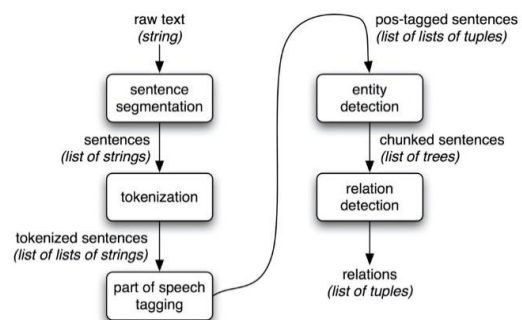 raw text
(string)
sentence
segmentation
sentences
(list of strings)
tokenization
tokenized sentences
(list of lists of strings)
part of speech
tagging
pos-tagged sentences
(list of lists of tuples)
entity
detection
chunked sentences
(list of trees)
relation
detection
relations
(list of tuples)